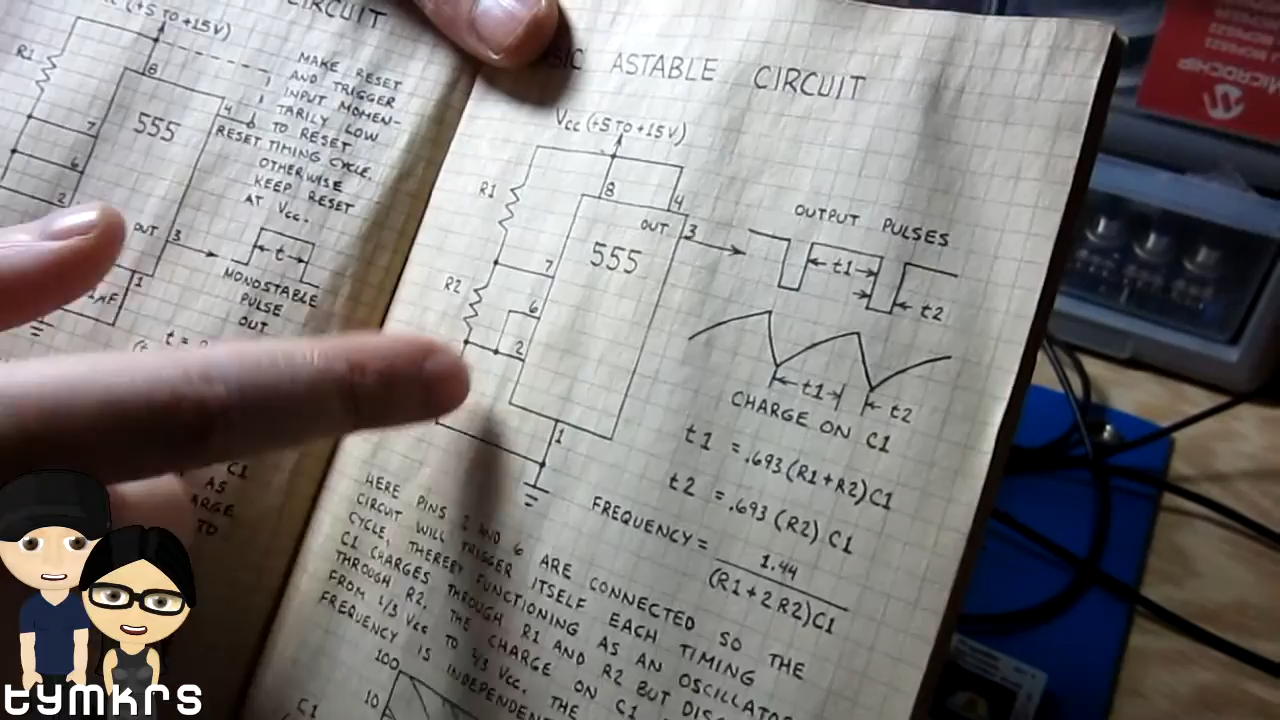 CIRCUIT
(+5 TO +15V)
R1
8
7
6
2
555
4
3
OUT
1
MAKE RESET
AND TRIGGER
INPUT MOMEN-
TARILY LOW
TO RESET
RESET TIMING CYCLE.
OTHERWISE
KEEP RESET
AT VCC.
t
MONOSTABLE
PULSE
OUT
t =
C1
AS
TO
ASTABLE CIRCUIT
VCC (+5 TO +15V)
R1
R2
8
4
7
6
2
555
OUT
3
1
OUTPUT PULSES
t1
t2
t1
t2
CHARGE ON C1
t1 = .693 (R1+R2) C1
t2 = .693 (R2) C1
FREQUENCY = 1.44
(R1 + 2 R2) C1
HERE PINS 2 AND 6 ARE CONNECTED SO THE
CIRCUIT WILL TRIGGER ITSELF EACH TIMING
CYCLE, THEREBY FUNCTIONING AS AN OSCILLATOR.
C1 CHARGES THROUGH R1 AND R2 BUT
THROUGH R2. THE CHARGE ON C1
FROM 1/3 VCC TO 2/3 VCC. THE
FREQUENCY IS
100
10
C1
MICROCHIP
tymkrs